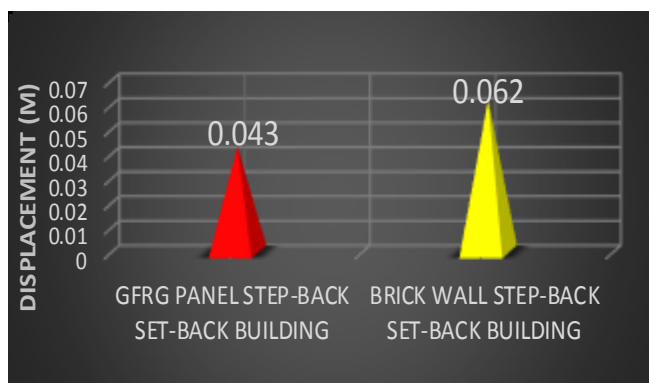 DISPLACEMENT (M)
0.07
0.06
0.05
0.04
0.03
0.02
0.01
0
0.043
0.062
GFRG PANEL STEP-BACK
SET-BACK BUILDING
BRICK WALL STEP-BACK
SET-BACK BUILDING